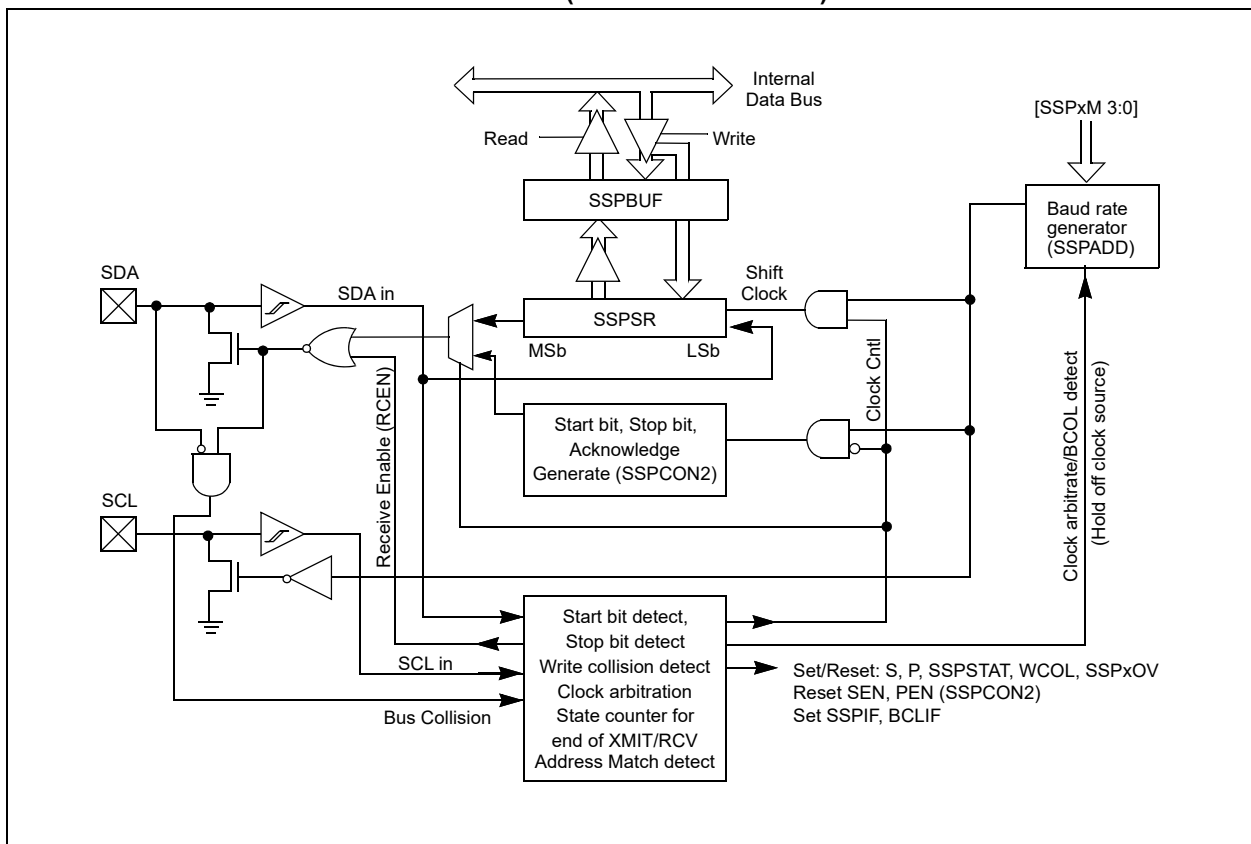 Internal
Data Bus
Read
Write
[SSPxM 3:0]
SSPBUF
Baud rate
generator
(SSPADD)
SDA
SDA in
Shift
Clock
SSPSR
MSb
LSb
Receive Enable (RCEN)
Clock Cntl
Clock arbitrate/BCOL detect
(Hold off clock source)
Start bit, Stop bit,
Acknowledge
Generate (SSPCON2)
SCL
SCL in
Bus Collision
Start bit detect,
Stop bit detect
Write collision detect
Clock arbitration
State counter for
end of XMIT/RCV
Address Match detect
Set/Reset: S, P, SSPSTAT, WCOL, SSPxOV
Reset SEN, PEN (SSPCON2)
Set SSPIF, BCLIF